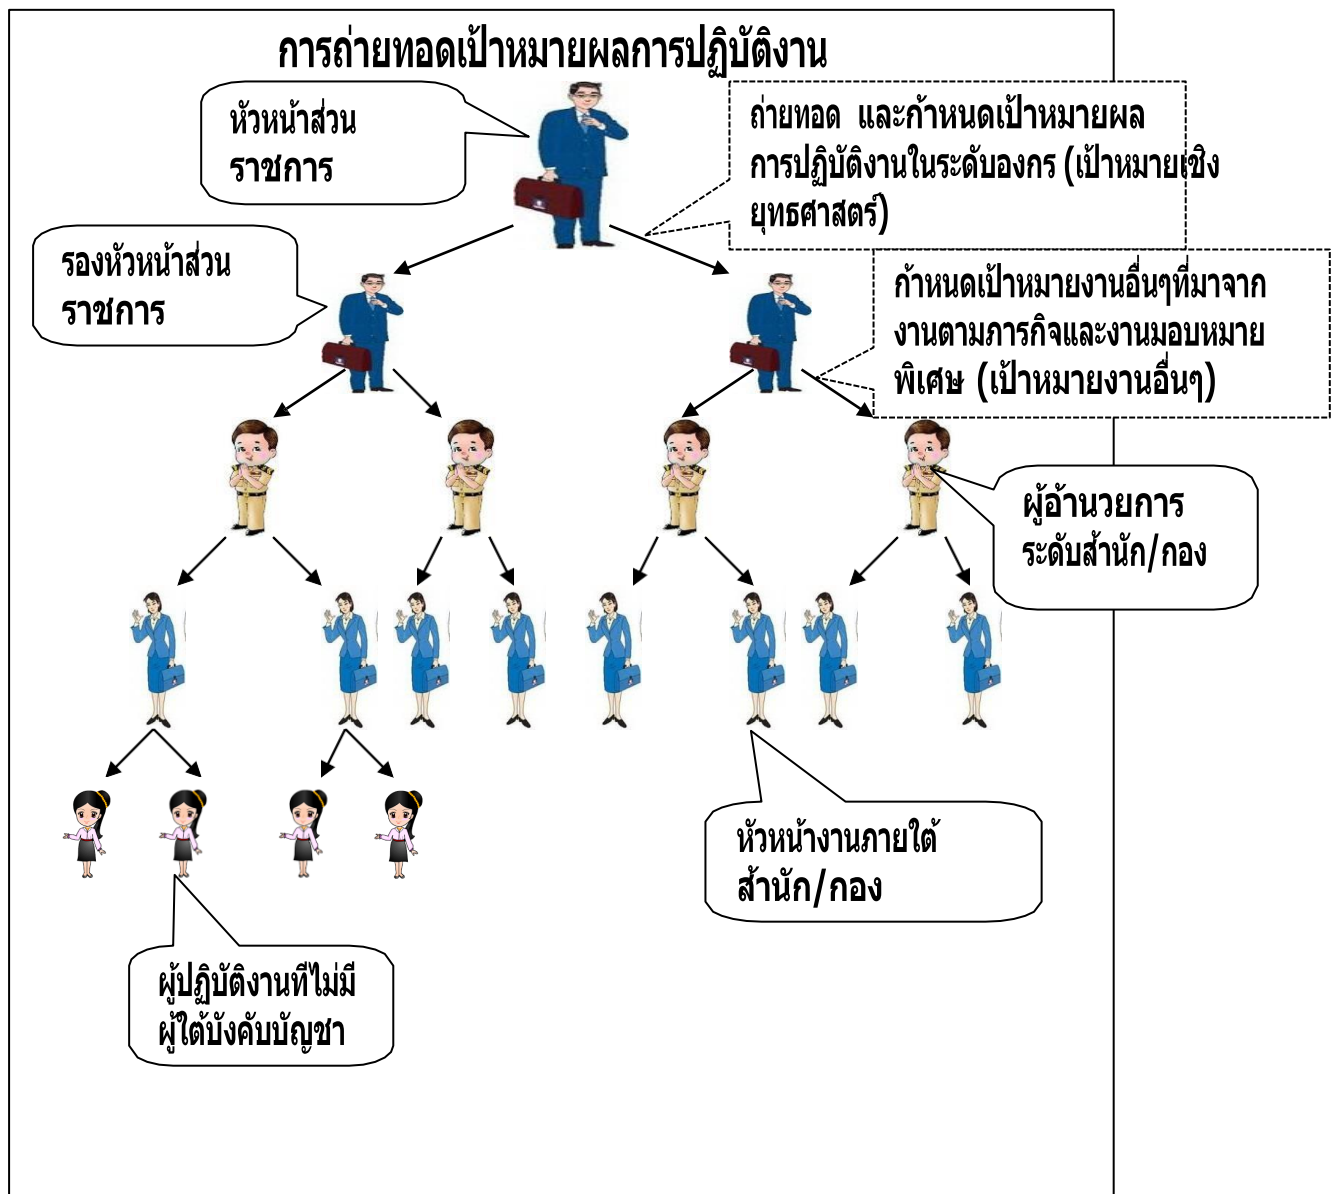 การถ่ายทอดเป้าหมายผลการปฏิบัติงาน
หัวหน้าส่วน
ราชการ
ถ่ายทอด และก้าหนดเป้าหมายผล
การปฏิบัติงานในระดับองกร (เป้าหมายเชิง
ยุทธศาสตร์)
รองหัวหน้าส่วน
ราชการ
ก้าหนดเป้าหมายงานอื่นๆที่มาจาก
งานตามภารกิจและงานมอบหมาย
พิเศษ (เป้าหมายงานอื่นๆ)
ผู้อ้านวยการ
ระดับส้านัก/กอง
หัวหน้างานภายใต้
ส้านัก/กอง
ผู้ปฏิบัติงานทีไม่มี
ผู้ใต้บังคับบัญชา